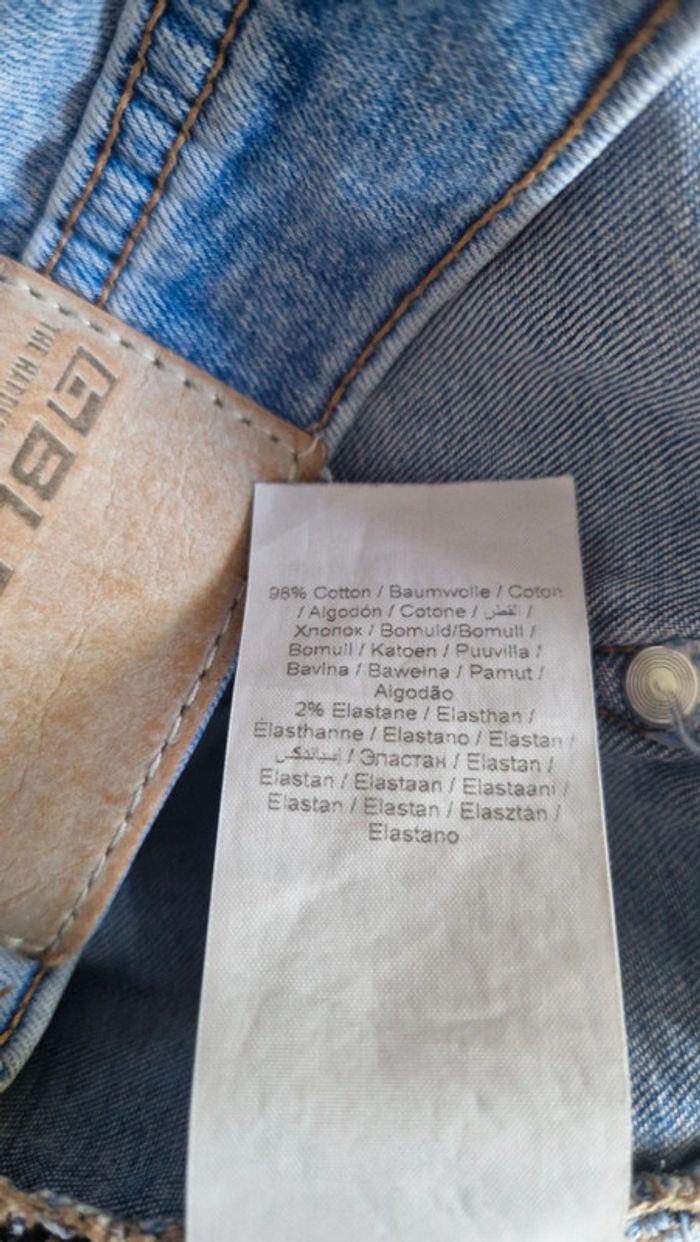 98% Cotton / Baumwolle / Coton
/ Algodón / Cotone / القطن /
Хлопок / Bomuld/Bomull /
Bomull / Katoen / Puuvilla /
Bavlna / Bawełna / Pamut /
Algodão
2% Elastane / Elasthan /
Élasthanne / Elastano / Elastan /
/ Эластан / Elastan /
Elastan / Elastaan / Elastaani /
Elastan / Elastan / Elasztán /
Elastano
THE